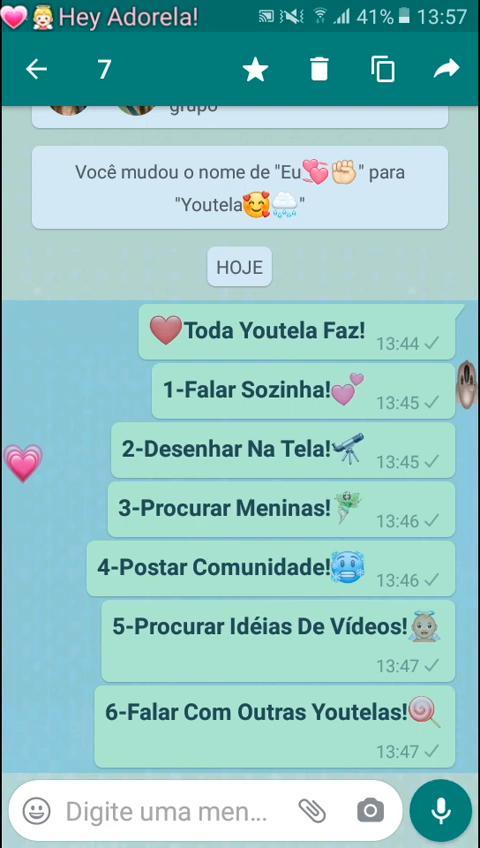 💗👸Hey Adorela! 41% 13:57
7
grupo
Você mudou o nome de "Eu💞✊🏻" para
"Youtela🥰🌧️"
HOJE
❤️Toda Youtela Faz! 13:44
1-Falar Sozinha!💕 13:45
2-Desenhar Na Tela!🔭 13:45
3-Procurar Meninas!🧚‍♀️ 13:46
4-Postar Comunidade!🥶 13:46
5-Procurar Idéias De Vídeos!👼🏼
13:47
6-Falar Com Outras Youtelas!🍭
13:47
Digite uma men...